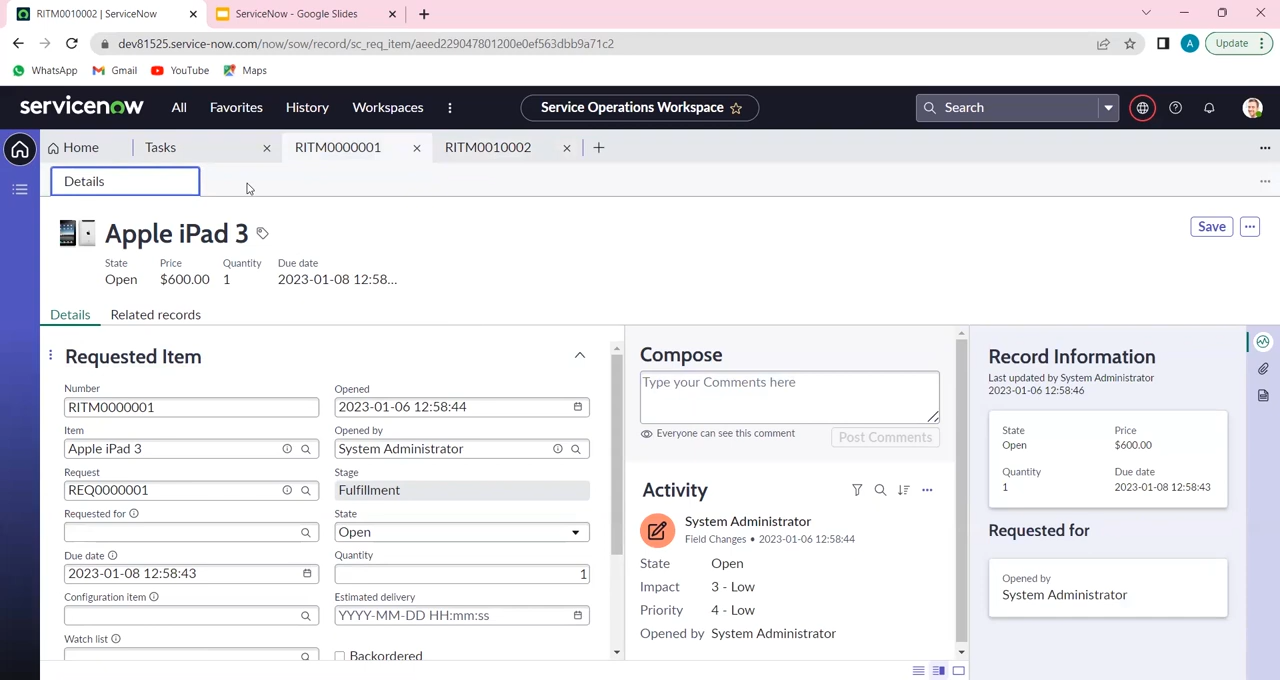 RITM0010002 | ServiceNow
ServiceNow - Google Slides
dev81525.service-now.com/now/sow/record/sc_req_item/aeed229047801200e0ef563dbb9a71c2
A
Update
WhatsApp
Gmail
YouTube
Maps
servicenow
All
Favorites
History
Workspaces
Service Operations Workspace
Search
Home
Tasks
RITM0000001
RITM0010002
Details
Apple iPad 3
Save
State
Price
Quantity
Due date
Open
$600.00
1
2023-01-08 12:58...
Details
Related records
Requested Item
Number
RITM0000001
Opened
2023-01-06 12:58:44
Item
Apple iPad 3
Opened by
System Administrator
Request
REQ0000001
Stage
Fulfillment
Requested for
State
Open
Due date
2023-01-08 12:58:43
Quantity
1
Configuration item
Estimated delivery
YYYY-MM-DD HH:mm:ss
Watch list
Backordered
Compose
Type your Comments here
Everyone can see this comment
Post Comments
Activity
System Administrator
Field Changes • 2023-01-06 12:58:44
State Open
Impact 3 - Low
Priority 4 - Low
Opened by System Administrator
Record Information
Last updated by System Administrator
2023-01-06 12:58:46
State
Price
Open
$600.00
Quantity
Due date
1
2023-01-08 12:58:43
Requested for
Opened by
System Administrator